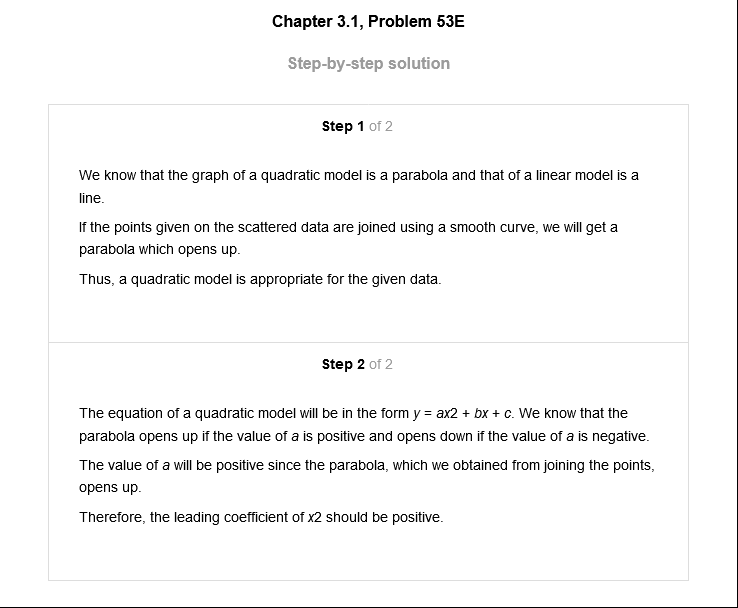 Chapter 3.1, Problem 53E
Step-by-step solution
Step 1 of 2
We know that the graph of a quadratic model is a parabola and that of a linear model is a
line.
If the points given on the scattered data are joined using a smooth curve, we will get a
parabola which opens up.
Thus, a quadratic model is appropriate for the given data.
Step 2 of 2
The equation of a quadratic model will be in the form y = ax2 + bx + c. We know that the
parabola opens up if the value of a is positive and opens down if the value of a is negative.
The value of a will be positive since the parabola, which we obtained from joining the points,
opens up.
Therefore, the leading coefficient of x2 should be positive.